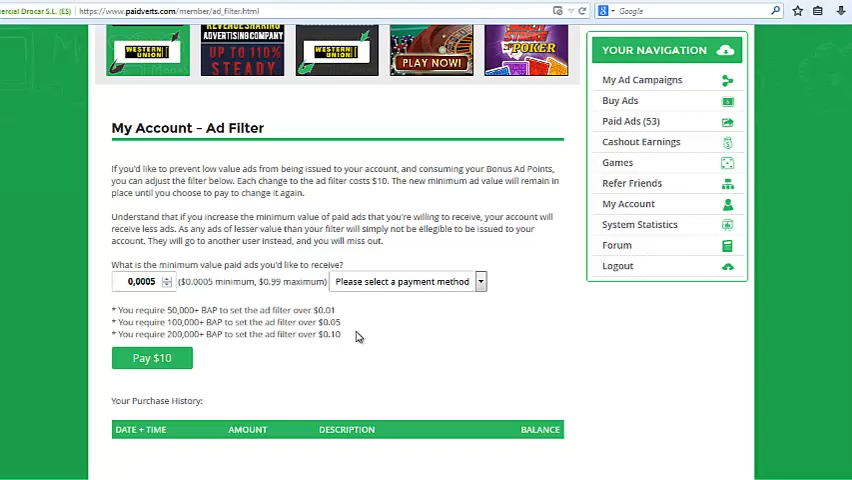 ercial Drocar S.L. (ES)
https://www.paidverts.com/member/ad_filter.html
Google
WESTERN UNION
REVENUE SHARING
ADVERTISING COMPANY
UP TO 110%
STEADY
WESTERN UNION
PLAY NOW!
STRIKE
POKER
YOUR NAVIGATION
My Ad Campaigns
Buy Ads
Paid Ads (53)
Cashout Earnings
Games
Refer Friends
My Account
System Statistics
Forum
Logout
My Account - Ad Filter
If you'd like to prevent low value ads from being issued to your account, and consuming your Bonus Ad Points,
you can adjust the filter below. Each change to the ad filter costs $10. The new minimum ad value will remain in
place until you choose to pay to change it again.
Understand that if you increase the minimum value of paid ads that you're willing to receive, your account will
receive less ads. As any ads of lesser value than your filter will simply not be ellegible to be issued to your
account. They will go to another user instead, and you will miss out.
What is the minimum value paid ads you'd like to receive?
0,0005 ($0.0005 minimum, $0.99 maximum) Please select a payment method
* You require 50,000+ BAP to set the ad filter over $0.01
* You require 100,000+ BAP to set the ad filter over $0.05
* You require 200,000+ BAP to set the ad filter over $0.10
Pay $10
Your Purchase History:
DATE + TIME AMOUNT DESCRIPTION BALANCE